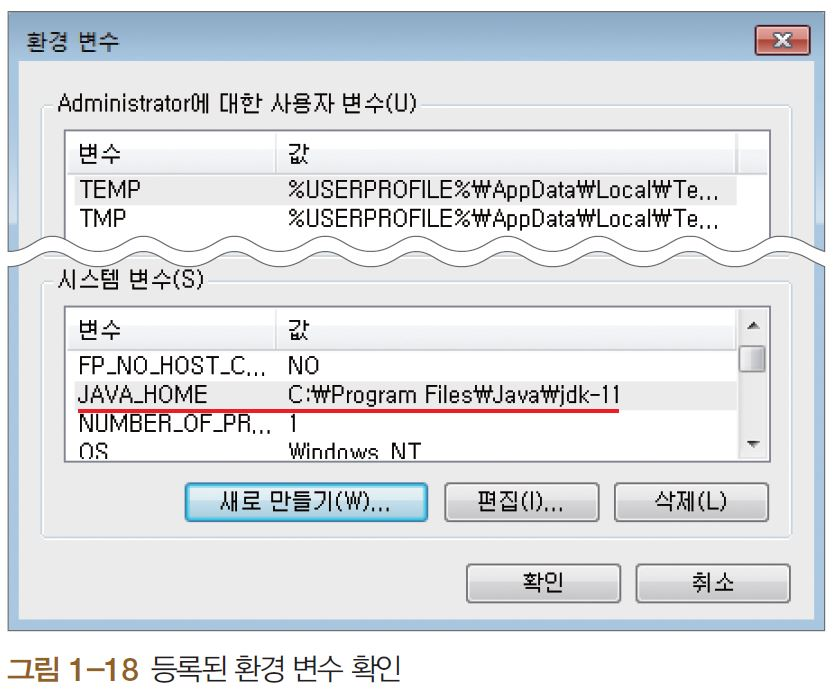 환경 변수
Administrator에 대한 사용자 변수(U)
변수 값
TEMP %USERPROFILE%₩AppData₩Local₩Te...
TMP %USERPROFILE%₩AppData₩Local₩Te...
시스템 변수(S)
변수 값
FP_NO_HOST_C... NO
JAVA_HOME C:₩Program Files₩Java₩jdk-11
NUMBER_OF_PR... 1
OS Windows_NT
새로 만들기(W)... 편집(I)... 삭제(L)
확인 취소
그림 1-18 등록된 환경 변수 확인